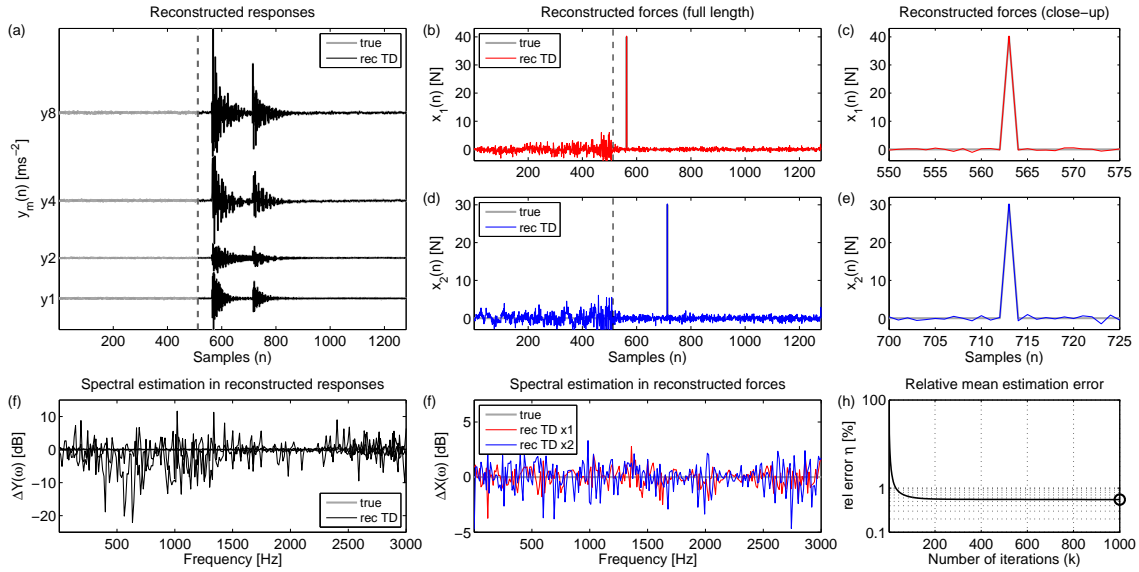 Reconstructed responses
(a)
true
rec TD
y8
y4
y2
y1
y_m(n) [ms⁻²]
200 400 600 800 1000 1200
Samples (n)
Reconstructed forces (full length)
(b)
true
rec TD
40
30
20
10
0
x₁(n) [N]
200 400 600 800 1000 1200
Reconstructed forces (close−up)
(c)
40
30
20
10
0
x₁(n) [N]
550 555 560 565 570 575
(d)
true
rec TD
30
20
10
0
x₂(n) [N]
200 400 600 800 1000 1200
Samples (n)
(e)
30
20
10
0
x₂(n) [N]
700 705 710 715 720 725
Samples (n)
Spectral estimation in reconstructed responses
(f)
10
0
−10
−20
ΔY(ω) [dB]
true
rec TD
500 1000 1500 2000 2500 3000
Frequency [Hz]
Spectral estimation in reconstructed forces
(f)
true
rec TD x1
rec TD x2
5
0
−5
ΔX(ω) [dB]
500 1000 1500 2000 2500 3000
Frequency [Hz]
Relative mean estimation error
(h)
100
1
0.1
rel error η [%]
200 400 600 800 1000
Number of iterations (k)